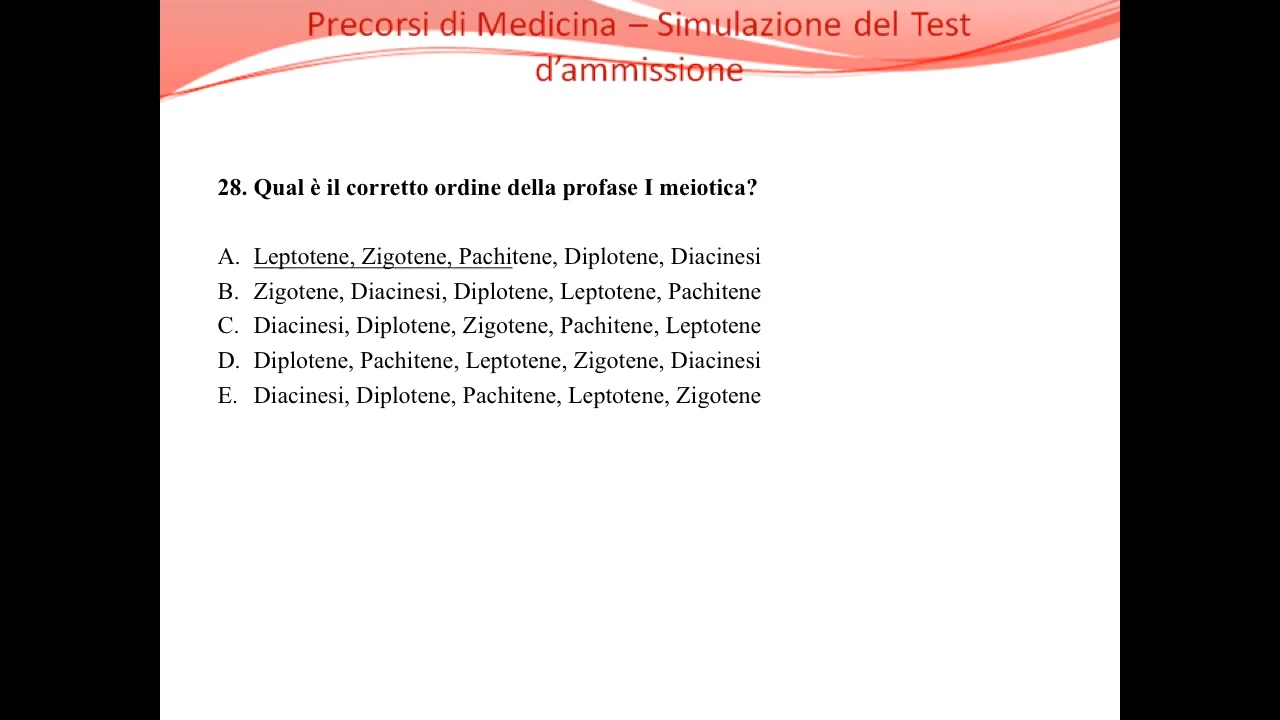 Precorsi di Medicina – Simulazione del Test
d’ammissione
28. Qual è il corretto ordine della profase I meiotica?
A. Leptotene, Zigotene, Pachitene, Diplotene, Diacinesi
B. Zigotene, Diacinesi, Diplotene, Leptotene, Pachitene
C. Diacinesi, Diplotene, Zigotene, Pachitene, Leptotene
D. Diplotene, Pachitene, Leptotene, Zigotene, Diacinesi
E. Diacinesi, Diplotene, Pachitene, Leptotene, Zigotene